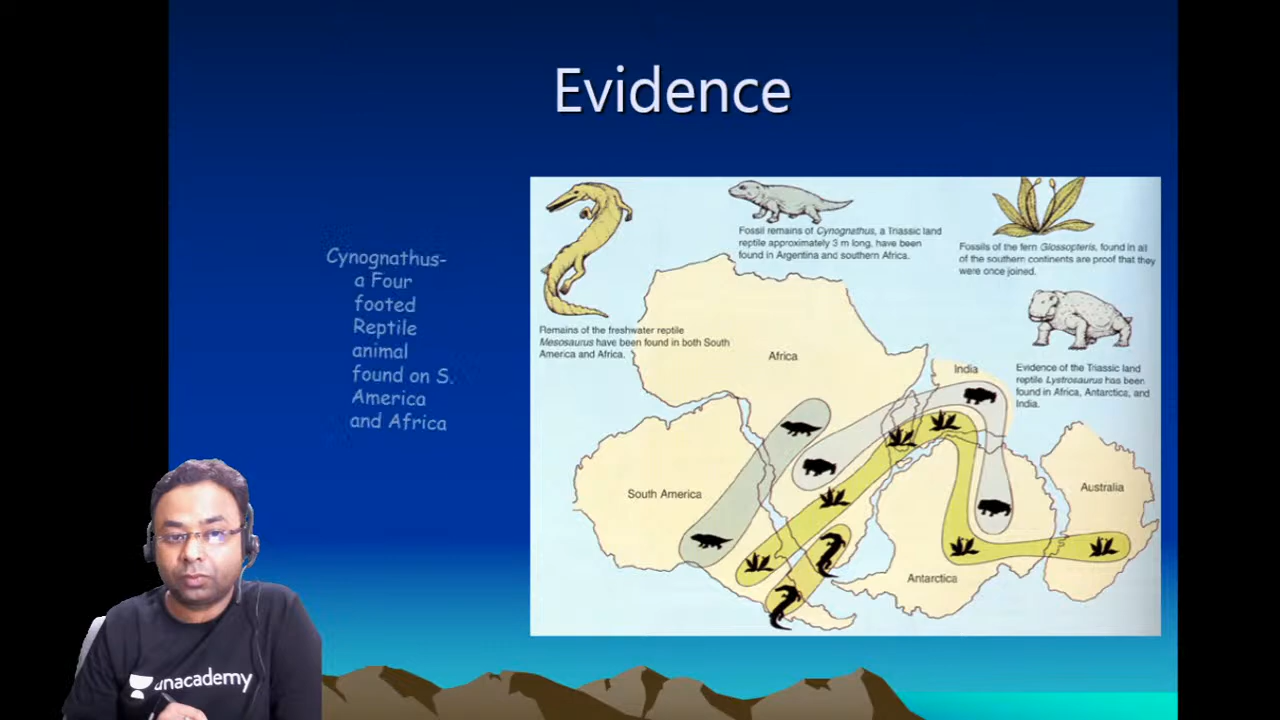 Evidence
Cynognathus-
a Four
footed
Reptile
animal
found on S.
America
and Africa
Fossil remains of Cynognathus, a Triassic land
reptile approximately 3 m long, have been
found in Argentina and southern Africa.
Fossils of the fern Glossopteris, found in all
of the southern continents are proof that they
were once joined.
Remains of the freshwater reptile
Mesosaurus have been found in both South
America and Africa.
Evidence of the Triassic land
reptile Lystrosaurus has been
found in Africa, Antarctica, and
India.
Africa
India
South America
Australia
Antarctica
unacademy